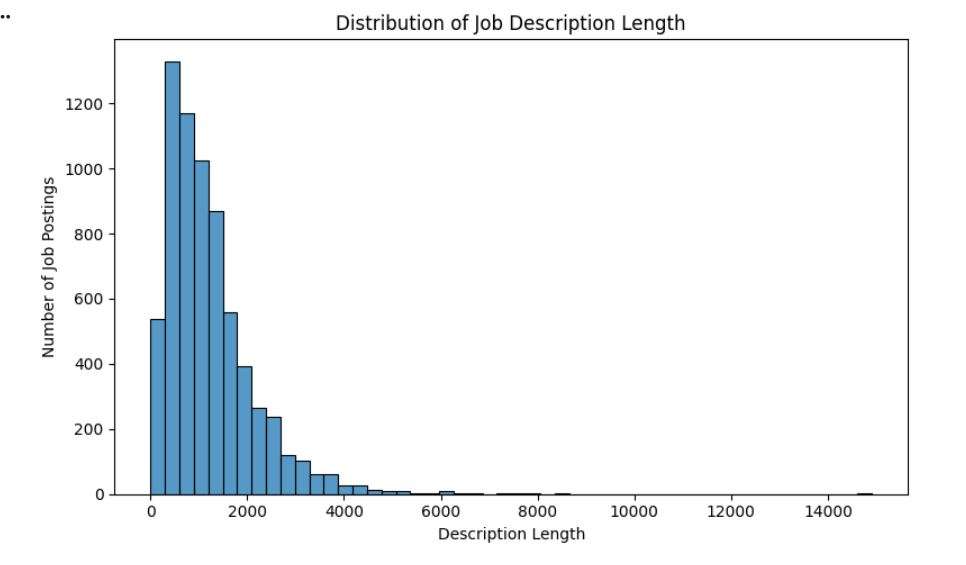 ..
Distribution of Job Description Length
Number of Job Postings
1200
1000
800
600
400
200
0
0 2000 4000 6000 8000 10000 12000 14000
Description Length